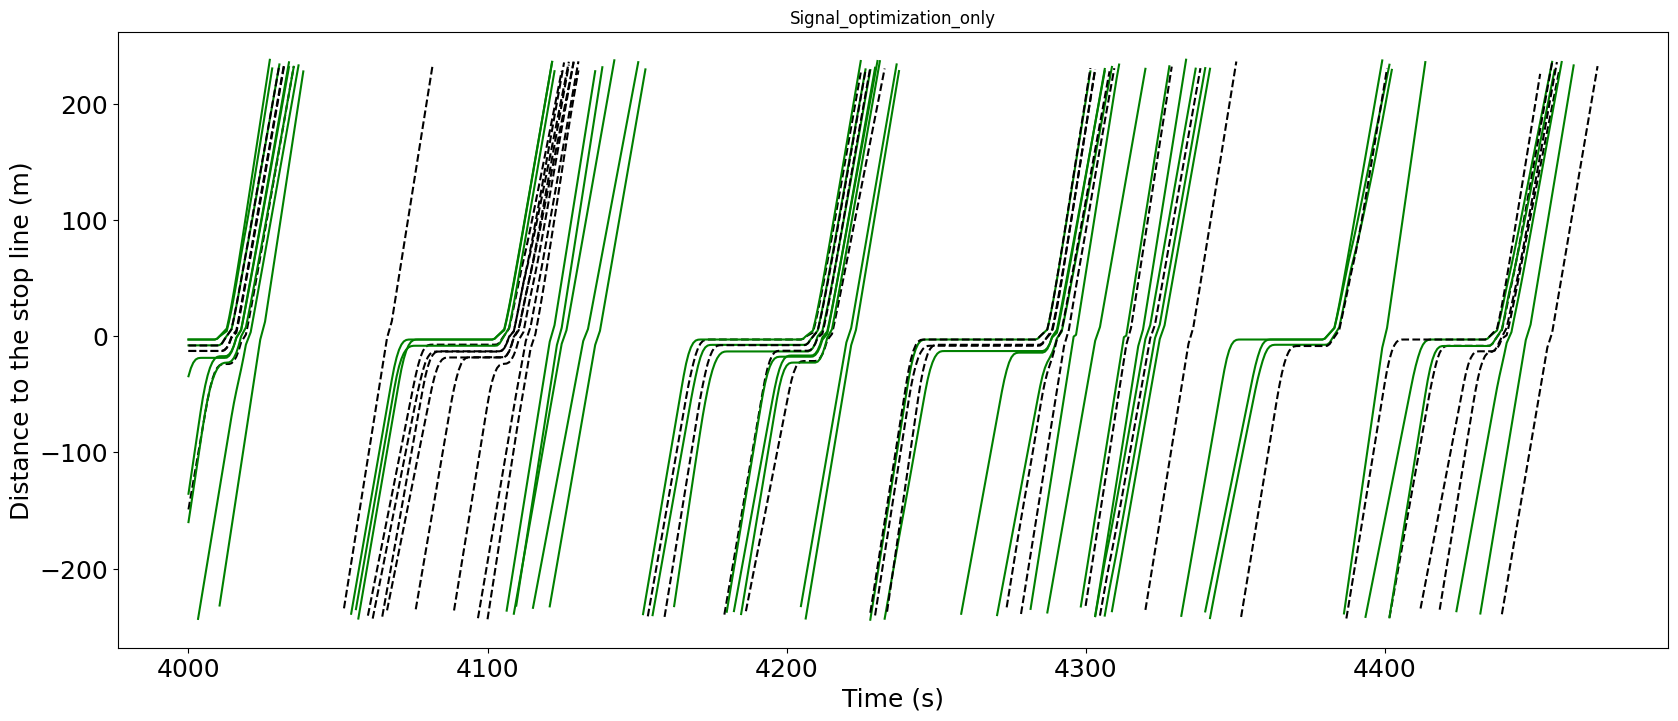 Signal_optimization_only
Distance to the stop line (m)
200
100
0
−100
−200
4000 4100 4200 4300 4400
Time (s)